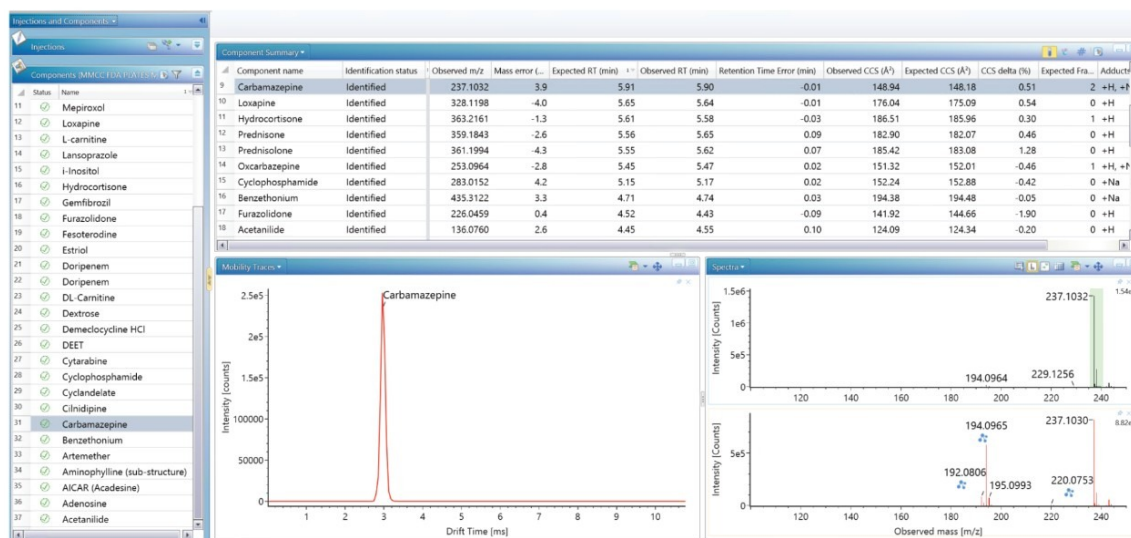 Injections and Components
Injections
Components (MMCC FDA PLATES M
Status Name
11 Mepiroxol
12 Loxapine
13 L-carnitine
14 Lansoprazole
15 i-Inositol
16 Hydrocortisone
17 Gemfibrozil
18 Furazolidone
19 Fesoterodine
20 Estriol
21 Doripenem
22 Doripenem
23 DL-Carnitine
24 Dextrose
25 Demeclocycline HCl
26 DEET
27 Cytarabine
28 Cyclophosphamide
29 Cyclandelate
30 Cilnidipine
31 Carbamazepine
32 Benzethonium
33 Artemether
34 Aminophylline (sub-structure)
35 AICAR (Acadesine)
36 Adenosine
37 Acetanilide
Component Summary
Component name Identification status Observed m/z Mass error (... Expected RT (min) Observed RT (min) Retention Time Error (min) Observed CCS (Å²) Expected CCS (Å²) CCS delta (%) Expected Fra... Adducts
9 Carbamazepine Identified 237.1032 3.9 5.91 5.90 -0.01 148.94 148.18 0.51 2 +H, +N
10 Loxapine Identified 328.1198 -4.0 5.65 5.64 -0.01 176.04 175.09 0.54 0 +H
11 Hydrocortisone Identified 363.2161 -1.3 5.61 5.58 -0.03 186.51 185.96 0.30 1 +H
12 Prednisone Identified 359.1843 -2.6 5.56 5.65 0.09 182.90 182.07 0.46 0 +H
13 Prednisolone Identified 361.1994 -4.3 5.55 5.62 0.07 185.42 183.08 1.28 0 +H
14 Oxcarbazepine Identified 253.0964 -2.8 5.45 5.47 0.02 151.32 152.01 -0.46 1 +H, +N
15 Cyclophosphamide Identified 283.0152 4.2 5.15 5.17 0.02 152.24 152.88 -0.42 0 +Na
16 Benzethonium Identified 435.3122 3.3 4.71 4.74 0.03 194.38 194.48 -0.05 0 +Na
17 Furazolidone Identified 226.0459 0.4 4.52 4.43 -0.09 141.92 144.66 -1.90 0 +H
18 Acetanilide Identified 136.0760 2.6 4.45 4.55 0.10 124.09 124.34 -0.20 0 +H
Mobility Traces
Carbamazepine
Intensity [counts]
2.5e5
2e5
1.5e5
100000
50000
0
1 2 3 4 5 6 7 8 9 10
Drift Time [ms]
Spectra
Intensity [Counts]
1.5e6
1e6
5e5
0
237.1032
1.54e
229.1256
194.0964
120 140 160 180 200 220 240
Intensity [Counts]
5e5
0
237.1030
8.82e
194.0965
192.0806
195.0993
220.0753
120 140 160 180 200 220 240
Observed mass [m/z]